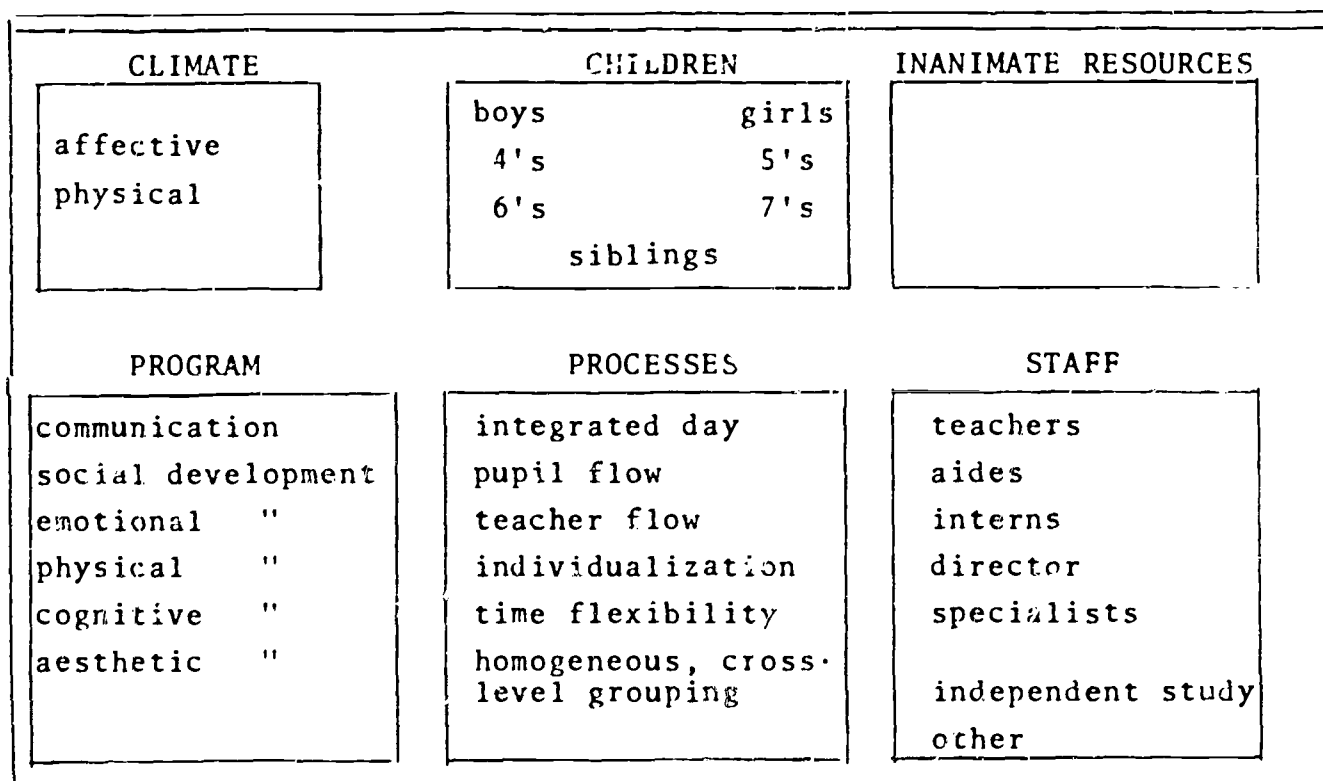 CLIMATE
affective
physical
CHILDREN
boys girls
4's 5's
6's 7's
siblings
INANIMATE RESOURCES
PROGRAM
communication
social development
emotional "
physical "
cognitive "
aesthetic "
PROCESSES
integrated day
pupil flow
teacher flow
individualization
time flexibility
homogeneous, cross-
level grouping
STAFF
teachers
aides
interns
director
specialists
independent study
other